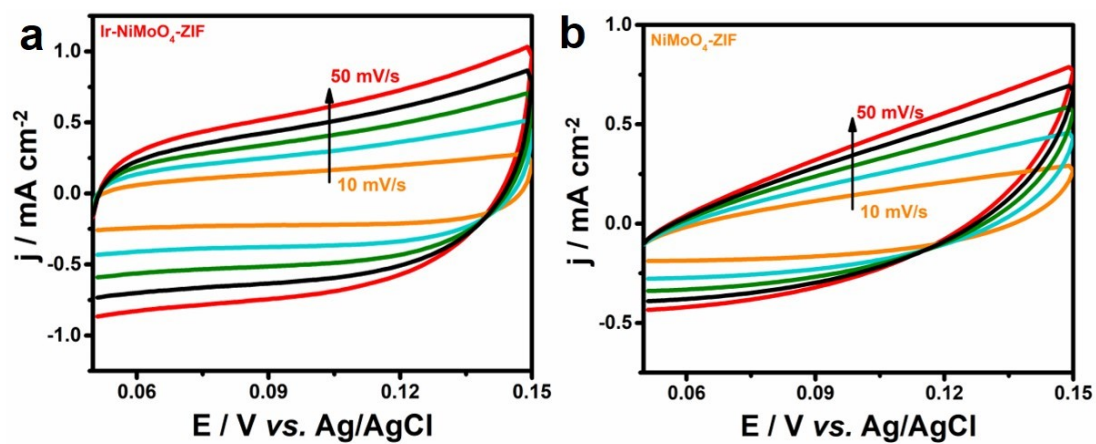 a
Ir-NiMoO₄-ZIF
50 mV/s
10 mV/s
1.0
0.5
0.0
-0.5
-1.0
j / mA cm⁻²
0.06 0.09 0.12 0.15
E / V vs. Ag/AgCl
b
NiMoO₄-ZIF
50 mV/s
10 mV/s
1.0
0.5
0.0
-0.5
j / mA cm⁻²
0.06 0.09 0.12 0.15
E / V vs. Ag/AgCl